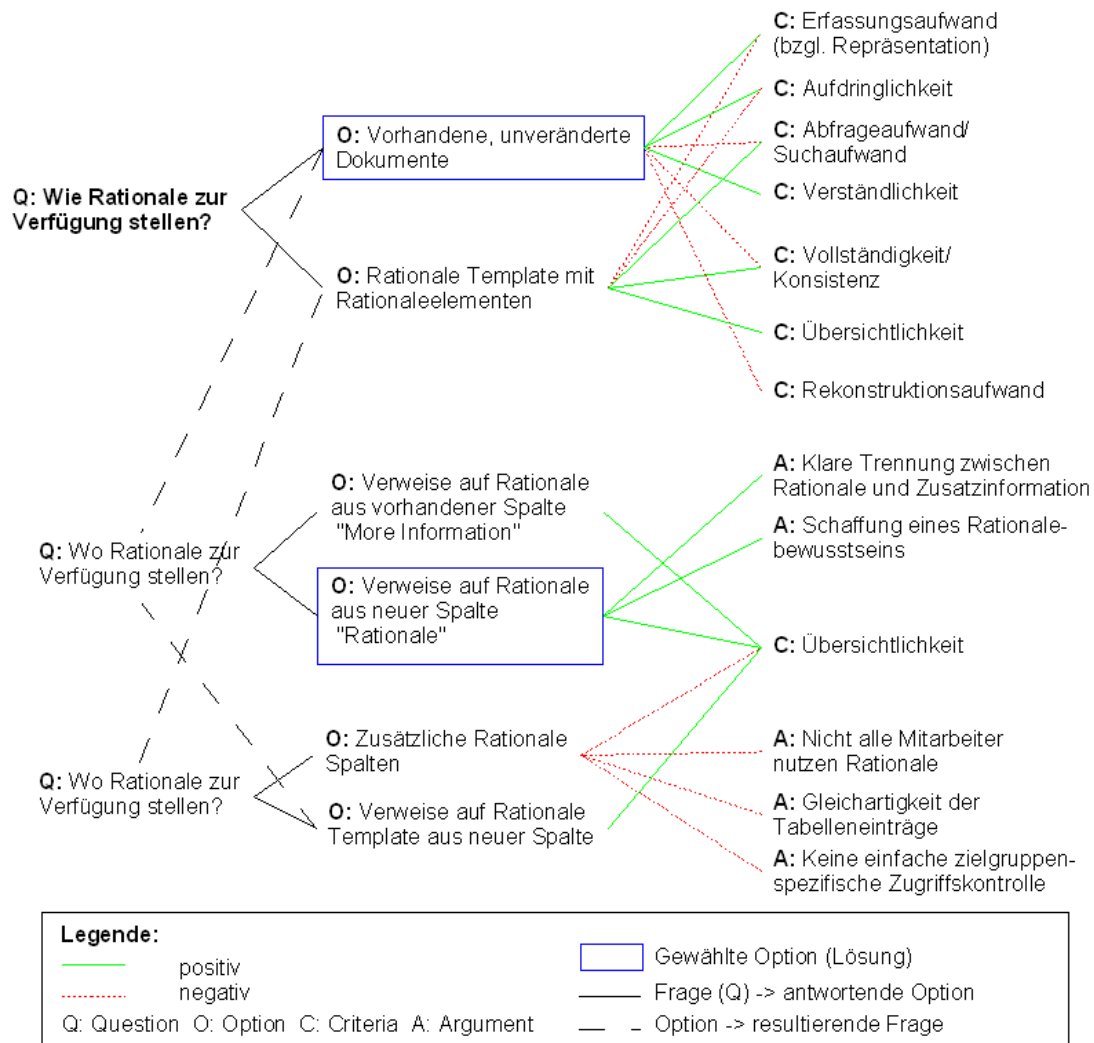 Q: Wie Rationale zur
Verfügung stellen?
O: Vorhandene, unveränderte
Dokumente
O: Rationale Template mit
Rationaleelementen
C: Erfassungsaufwand
(bzgl. Repräsentation)
C: Aufdringlichkeit
C: Abfrageaufwand/
Suchaufwand
C: Verständlichkeit
C: Vollständigkeit/
Konsistenz
C: Übersichtlichkeit
C: Rekonstruktionsaufwand
Q: Wo Rationale zur
Verfügung stellen?
O: Verweise auf Rationale
aus vorhandener Spalte
"More Information"
O: Verweise auf Rationale
aus neuer Spalte
"Rationale"
A: Klare Trennung zwischen
Rationale und Zusatzinformation
A: Schaffung eines Rationale-
bewusstseins
C: Übersichtlichkeit
Q: Wo Rationale zur
Verfügung stellen?
O: Zusätzliche Rationale
Spalten
O: Verweise auf Rationale
Template aus neuer Spalte
A: Nicht alle Mitarbeiter
nutzen Rationale
A: Gleichartigkeit der
Tabelleneinträge
A: Keine einfache zielgruppen-
spezifische Zugriffskontrolle
Legende:
positiv
negativ
Q: Question O: Option C: Criteria A: Argument
Gewählte Option (Lösung)
Frage (Q) -> antwortende Option
Option -> resultierende Frage